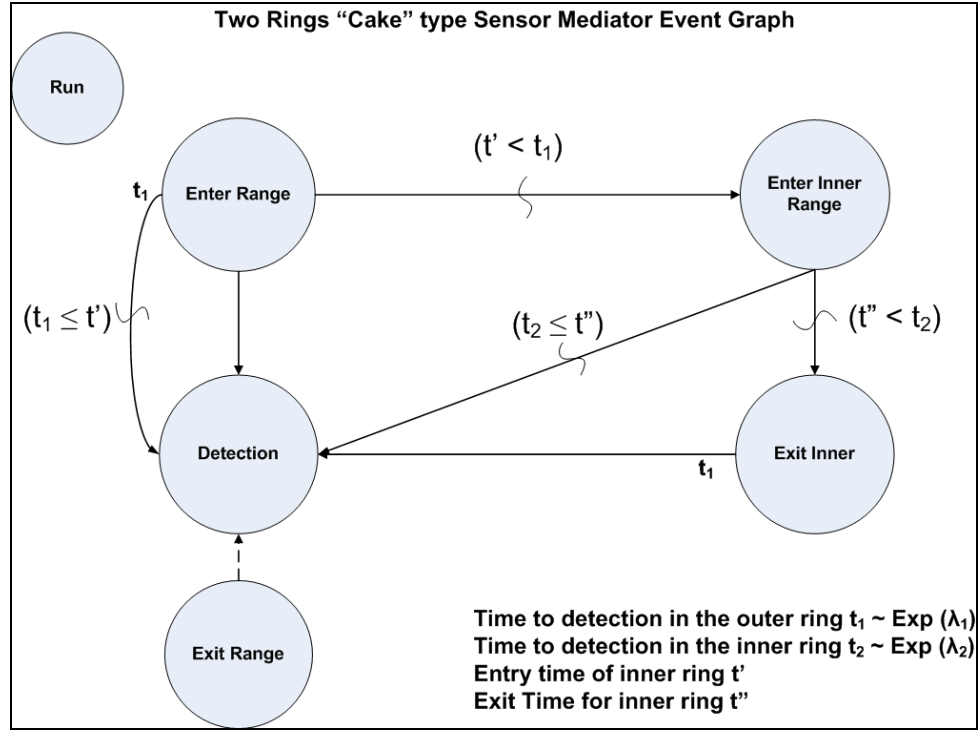 Two Rings “Cake” type Sensor Mediator Event Graph
Run
(t' < t₁)
t₁
Enter Range
Enter Inner
Range
(t₁ ≤ t’)
(t₂ ≤ t”)
(t” < t₂)
Detection
t₁
Exit Inner
Exit Range
Time to detection in the outer ring t₁ ~ Exp (λ₁)
Time to detection in the inner ring t₂ ~ Exp (λ₂)
Entry time of inner ring t’
Exit Time for inner ring t”